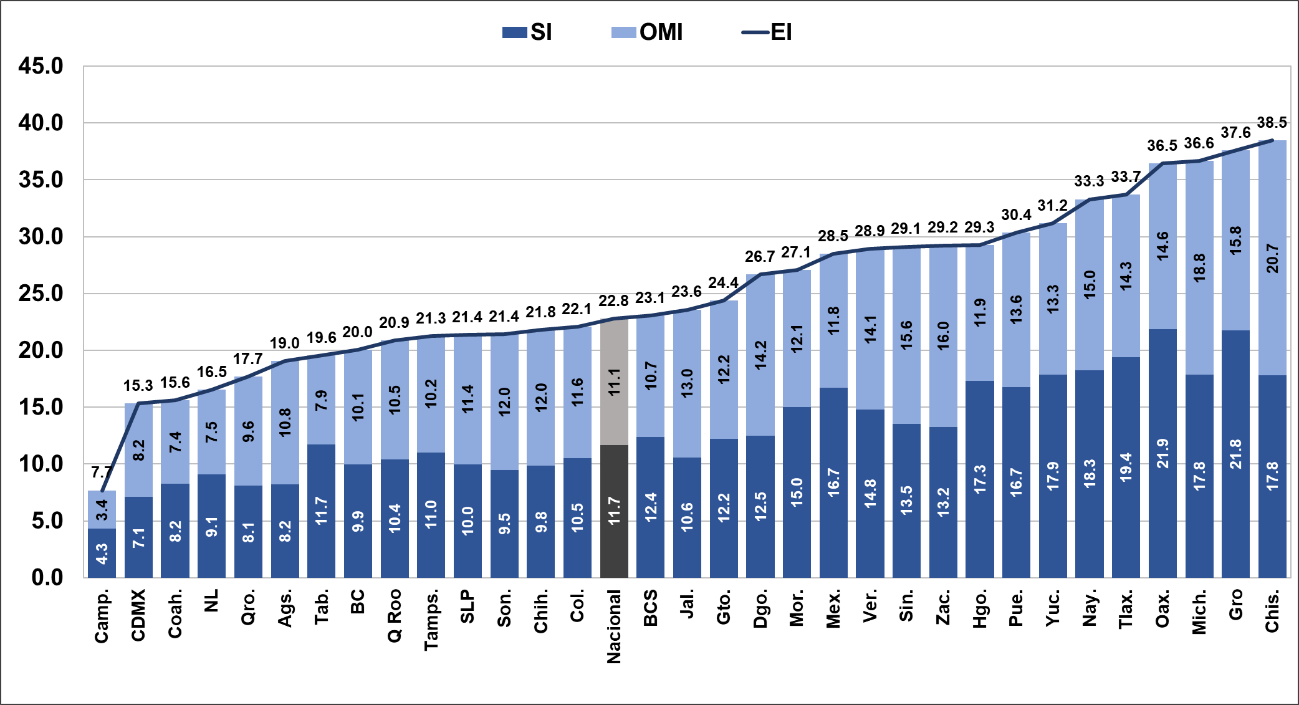 SI OMI EI
45.0
40.0
35.0
30.0
25.0
20.0
15.0
10.0
5.0
0.0
7.7 15.3 15.6 16.5 17.7 19.0 19.6 20.0 20.9 21.3 21.4 21.4 21.8 22.1 22.8 23.1 23.6 24.4 26.7 27.1 28.5 28.9 29.1 29.2 29.3 30.4 31.2 33.3 33.7 36.5 36.6 37.6 38.5
3.4 8.2 7.4 7.5 9.6 10.8 7.9 10.1 10.5 10.2 11.4 12.0 12.0 11.6 11.1 10.7 13.0 12.2 14.2 12.1 11.8 14.1 15.6 16.0 11.9 13.6 13.3 15.0 14.3 14.6 18.8 15.8 20.7
4.3 7.1 8.2 9.1 8.1 8.2 11.7 9.9 10.4 11.0 10.0 9.5 9.8 10.5 11.7 12.4 10.6 12.2 12.5 15.0 16.7 14.8 13.5 13.2 17.3 16.7 17.9 18.3 19.4 21.9 17.8 21.8 17.8
Camp. CDMX Coah. NL Qro. Ags. Tab. BC Q Roo Tamps. SLP Son. Chih. Col. Nacional BCS Jal. Gto. Dgo. Mor. Mex. Ver. Sin. Zac. Hgo. Pue. Yuc. Nay. Tlax. Oax. Mich. Gro Chis.